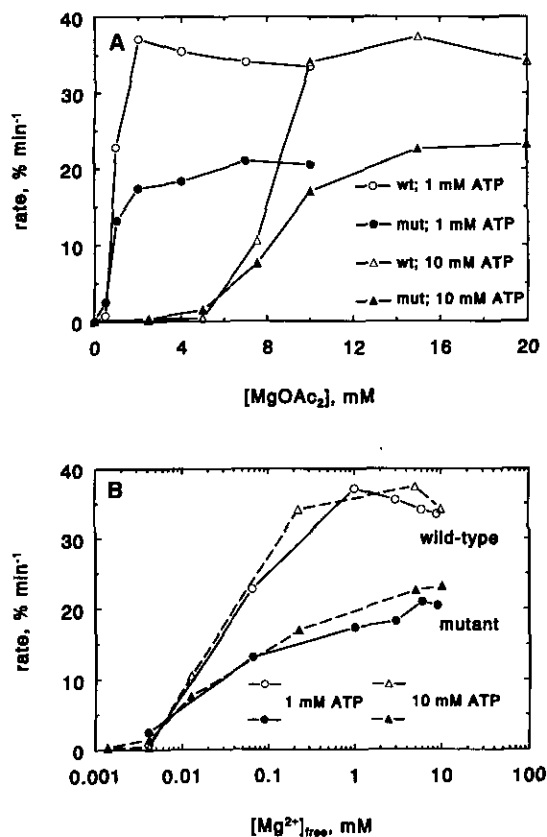 A
rate, % min⁻¹
40
30
20
10
0
wt; 1 mM ATP
mut; 1 mM ATP
wt; 10 mM ATP
mut; 10 mM ATP
0 4 8 12 16 20
[MgOAc₂], mM
B
rate, % min⁻¹
40
30
20
10
0
wild-type
mutant
1 mM ATP 10 mM ATP
0.001 0.01 0.1 1 10 100
[Mg²⁺]free, mM